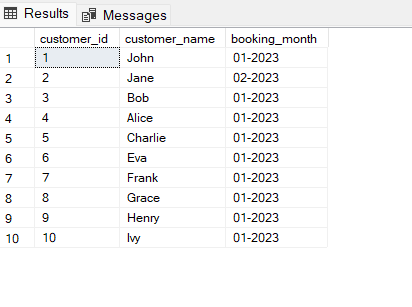 Results Messages
customer_id customer_name booking_month
1 1 John 01-2023
2 2 Jane 02-2023
3 3 Bob 01-2023
4 4 Alice 01-2023
5 5 Charlie 01-2023
6 6 Eva 01-2023
7 7 Frank 01-2023
8 8 Grace 01-2023
9 9 Henry 01-2023
10 10 Ivy 01-2023